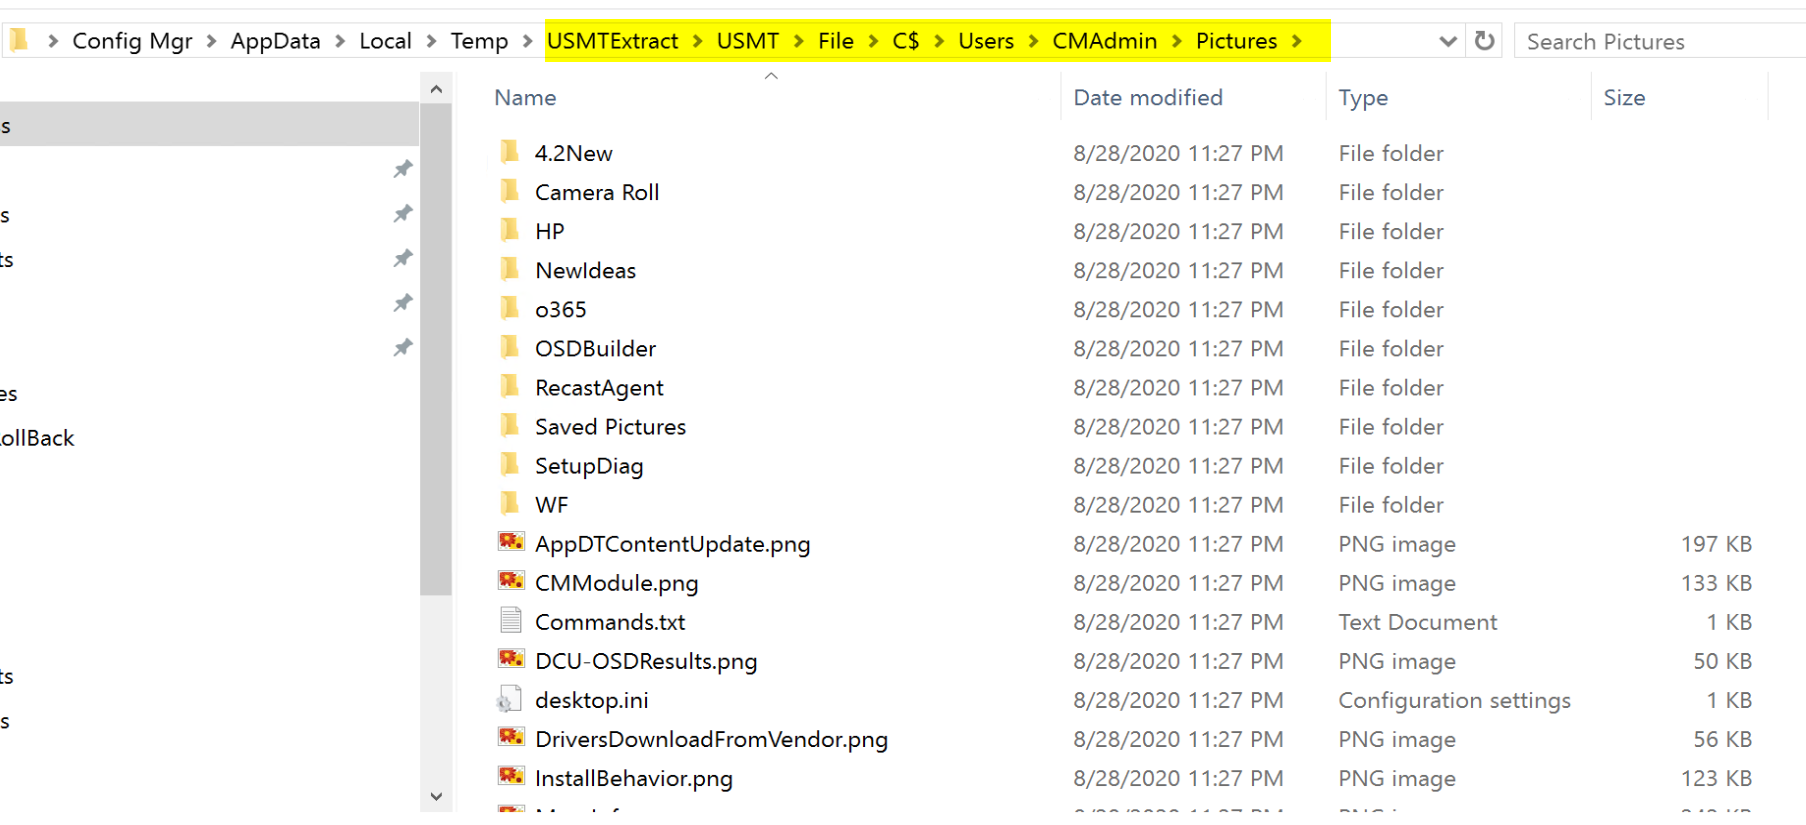 Config Mgr > AppData > Local > Temp > USMTExtract > USMT > File > C$ > Users > CMAdmin > Pictures >
Search Pictures
Name Date modified Type Size
s
s
ts
es
ollBack
ts
s
4.2New 8/28/2020 11:27 PM File folder
Camera Roll 8/28/2020 11:27 PM File folder
HP 8/28/2020 11:27 PM File folder
NewIdeas 8/28/2020 11:27 PM File folder
o365 8/28/2020 11:27 PM File folder
OSDBuilder 8/28/2020 11:27 PM File folder
RecastAgent 8/28/2020 11:27 PM File folder
Saved Pictures 8/28/2020 11:27 PM File folder
SetupDiag 8/28/2020 11:27 PM File folder
WF 8/28/2020 11:27 PM File folder
AppDTContentUpdate.png 8/28/2020 11:27 PM PNG image 197 KB
CMModule.png 8/28/2020 11:27 PM PNG image 133 KB
Commands.txt 8/28/2020 11:27 PM Text Document 1 KB
DCU-OSDResults.png 8/28/2020 11:27 PM PNG image 50 KB
desktop.ini 8/28/2020 11:27 PM Configuration settings 1 KB
DriversDownloadFromVendor.png 8/28/2020 11:27 PM PNG image 56 KB
InstallBehavior.png 8/28/2020 11:27 PM PNG image 123 KB